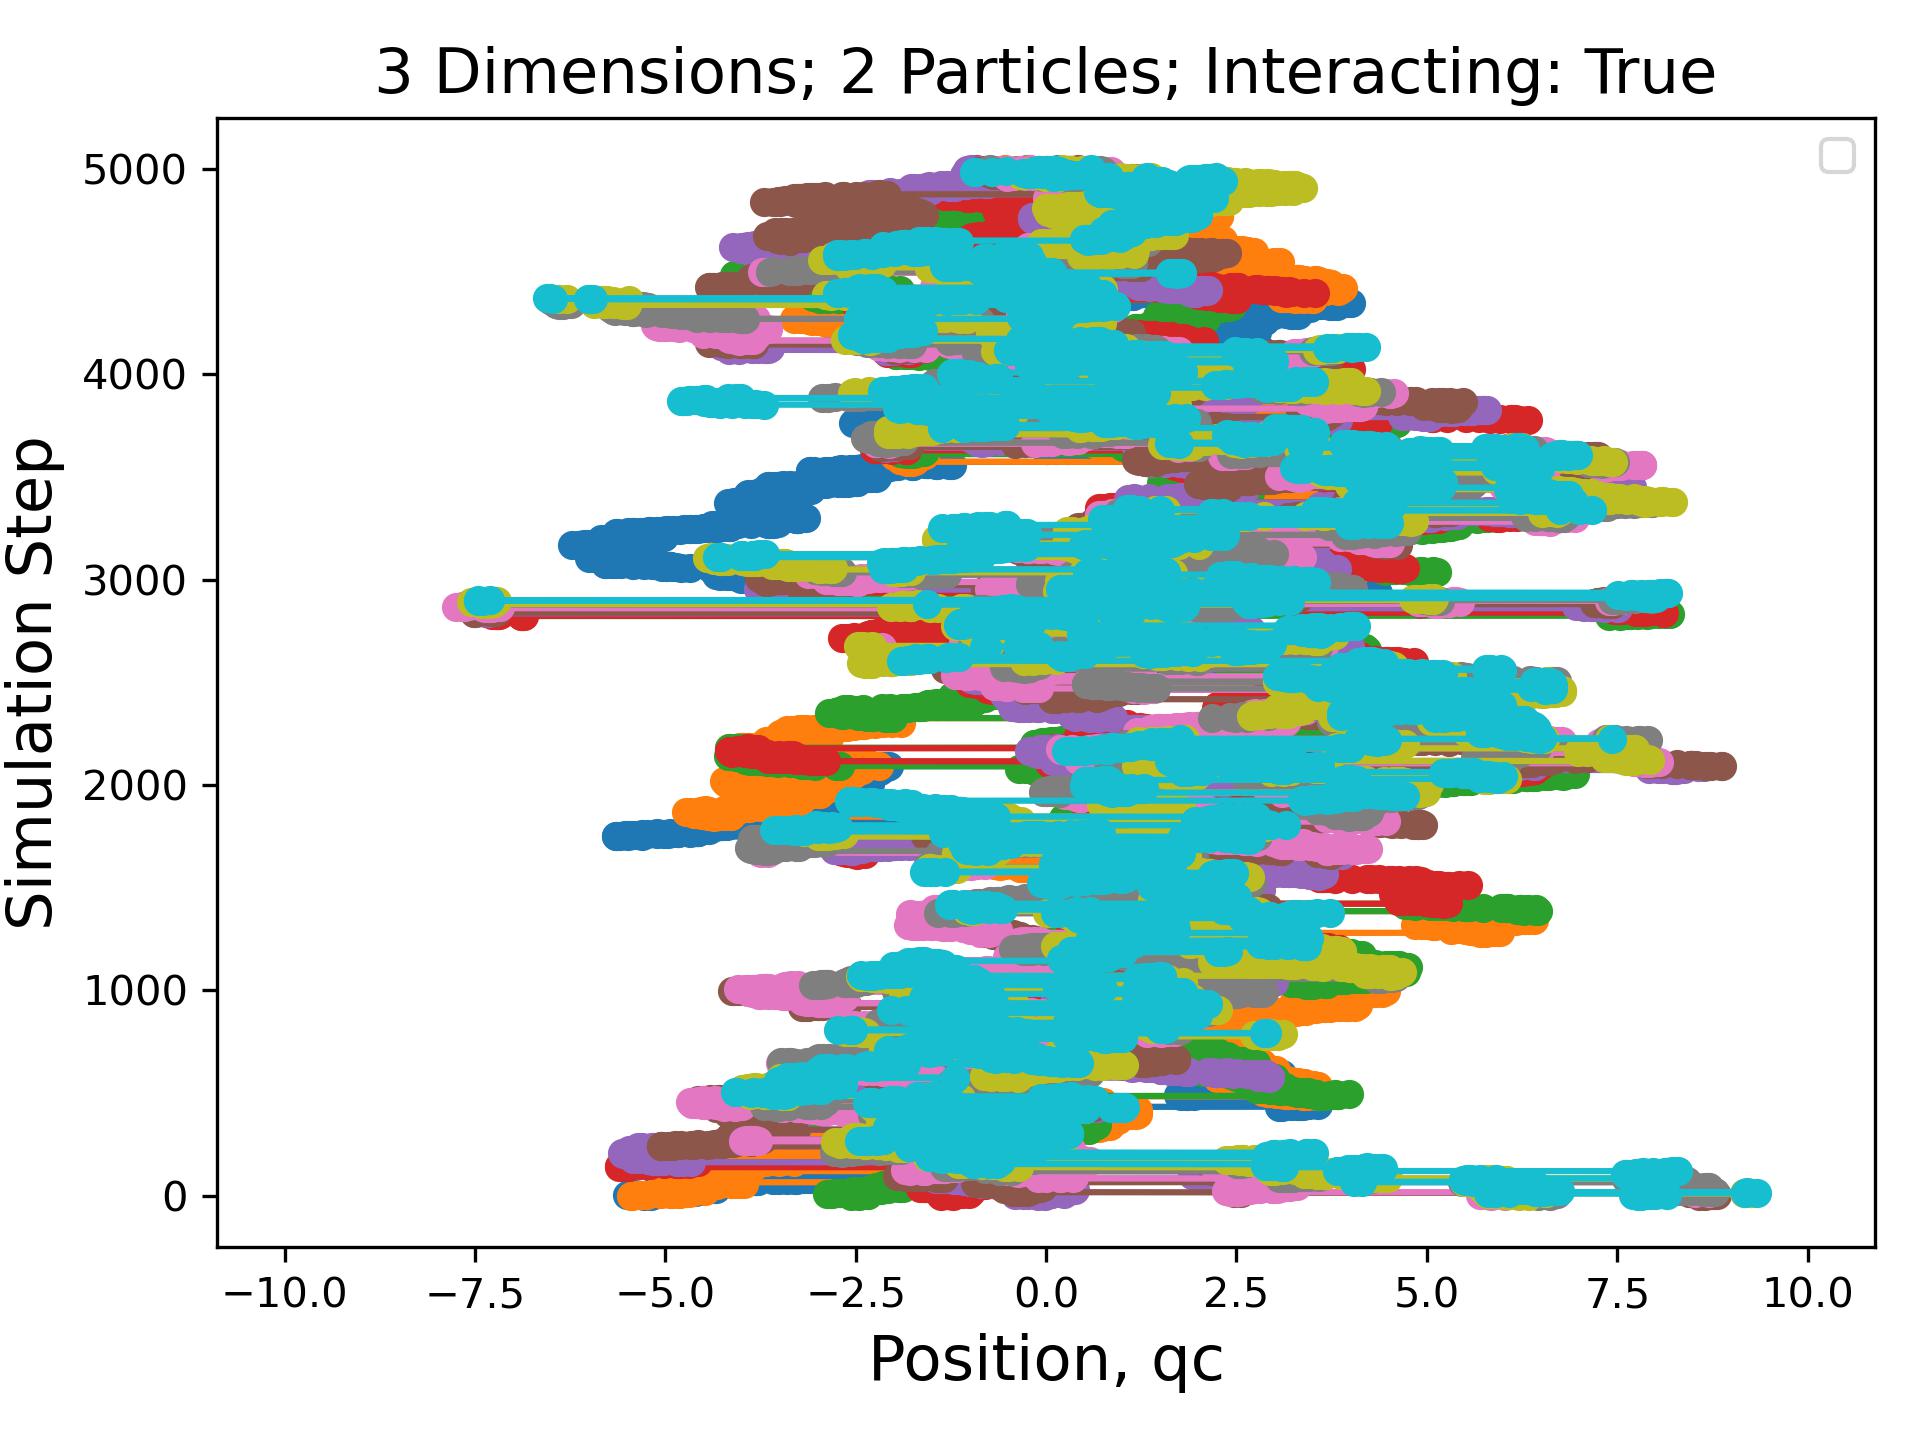 3 Dimensions; 2 Particles; Interacting: True
Simulation Step
5000
4000
3000
2000
1000
0
−10.0 −7.5 −5.0 −2.5 0.0 2.5 5.0 7.5 10.0
Position, qc